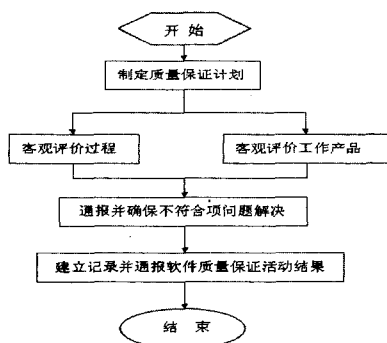 开 始
制定质量保证计划
客观评价过程
客观评价工作产品
通报并确保不符合项问题解决
建立记录并通报软件质量保证活动结果
结 束